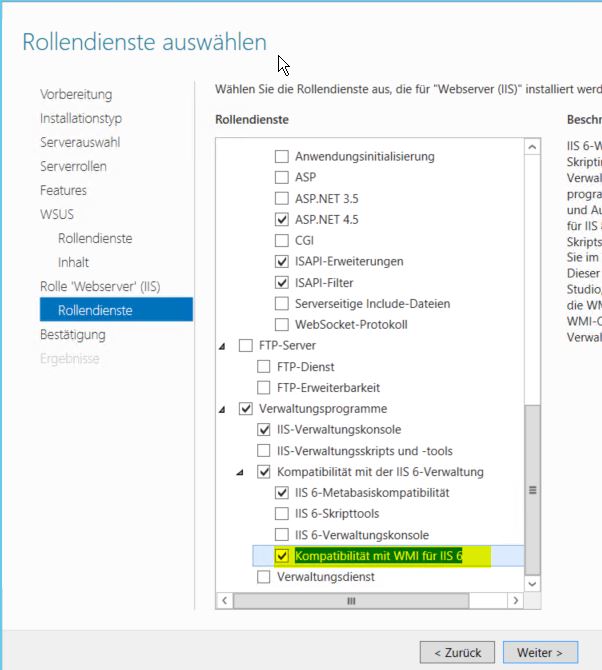 Rollendienste auswählen
Vorbereitung
Installationstyp
Serverauswahl
Serverrollen
Features
WSUS
Rollendienste
Inhalt
Rolle 'Webserver' (IIS)
Rollendienste
Bestätigung
Ergebnisse
Wählen Sie die Rollendienste aus, die für "Webserver (IIS)" installiert werd
Rollendienste
Anwendungsinitialisierung
ASP
ASP.NET 3.5
ASP.NET 4.5
CGI
ISAPI-Erweiterungen
ISAPI-Filter
Serverseitige Include-Dateien
WebSocket-Protokoll
FTP-Server
FTP-Dienst
FTP-Erweiterbarkeit
Verwaltungsprogramme
IIS-Verwaltungskonsole
IIS-Verwaltungsskripts und -tools
Kompatibilität mit der IIS 6-Verwaltung
IIS 6-Metabasiskompatibilität
IIS 6-Skripttools
IIS 6-Verwaltungskonsole
Kompatibilität mit WMI für IIS 6
Verwaltungsdienst
Beschr
IIS 6-W
Skriptin
Verwal
progra
und Au
für IIS
Skripts
Sie im
Dieser
Studio,
die WM
WMI-C
Verwal
< Zurück
Weiter >